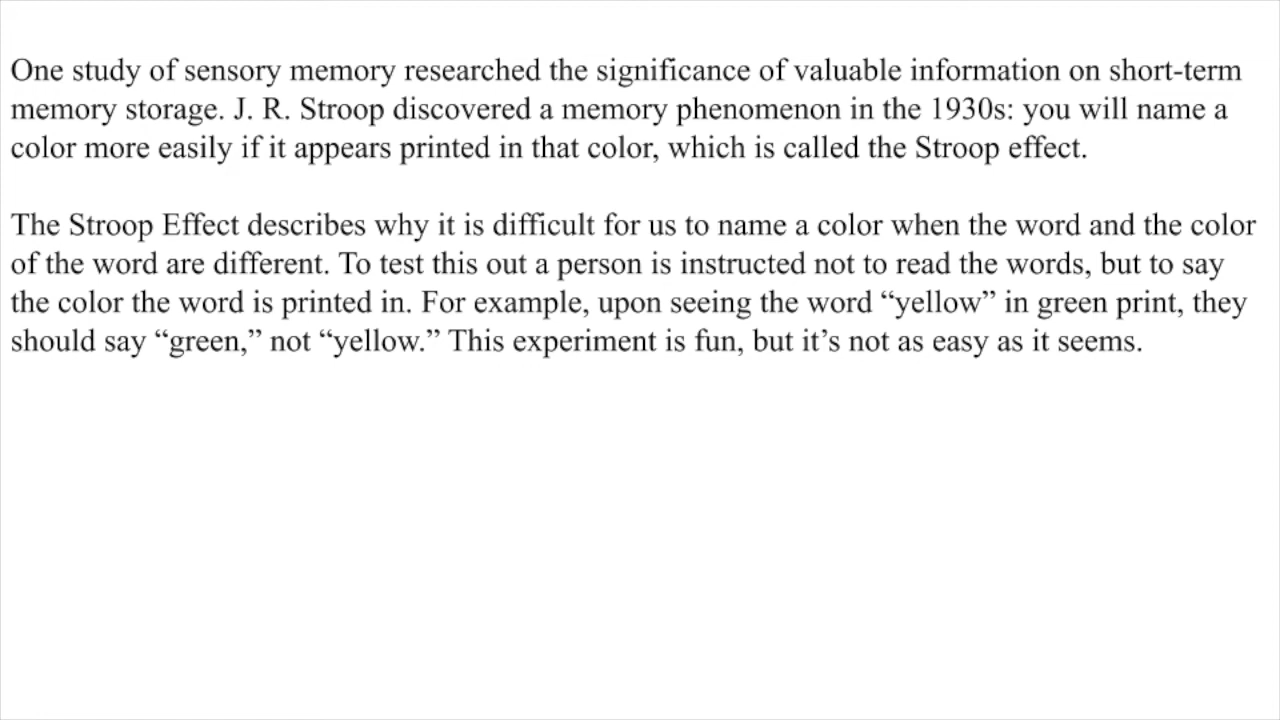 One study of sensory memory researched the significance of valuable information on short-term
memory storage. J. R. Stroop discovered a memory phenomenon in the 1930s: you will name a
color more easily if it appears printed in that color, which is called the Stroop effect.
The Stroop Effect describes why it is difficult for us to name a color when the word and the color
of the word are different. To test this out a person is instructed not to read the words, but to say
the color the word is printed in. For example, upon seeing the word “yellow” in green print, they
should say “green,” not “yellow.” This experiment is fun, but it’s not as easy as it seems.